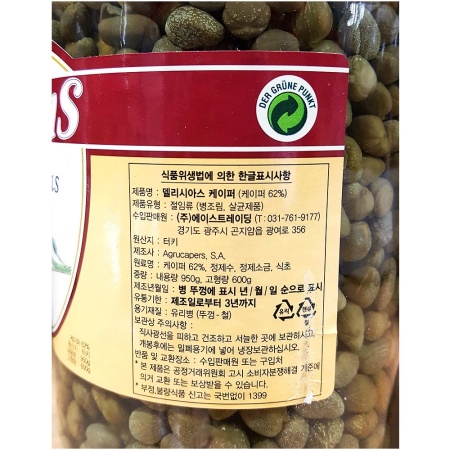 us
LS
DER GRÜNE PUNKT
식품위생법에 의한 한글표시사항
제품명 : 델리시아스 케이퍼 (케이퍼 62%)
제품유형 : 절임류 (병조림, 살균제품)
수입판매원 : (주)에이스트레이딩 (T : 031-761-9177)
경기도 광주시 곤지암읍 광여로 356
원산지 : 터키
제조사 : Agrucapers, S.A.
원료명 : 케이퍼 62%, 정제수, 정제소금, 식초
중량 : 내용량 950g, 고형량 600g
제조년월일 : 병 뚜껑에 표시 년/월/일 순으로 표시
유통기한 : 제조일로부터 3년까지
용기재질 : 유리병 (뚜껑 - 철)
유리
철
보관상 주의사항 :
직사광선을 피하고 건조하고 서늘한 곳에 보관하시고,
개봉후에는 밀폐용기에 넣어 냉장보관하십시오.
반품 및 교환장소 : 수입판매원 또는 구입처
* 본 제품은 공정거래위원회 고시 소비자분쟁해결 기준에
의거 교환 또는 보상받을 수 있습니다.
* 부정,불량식품 신고는 국번없이 1399